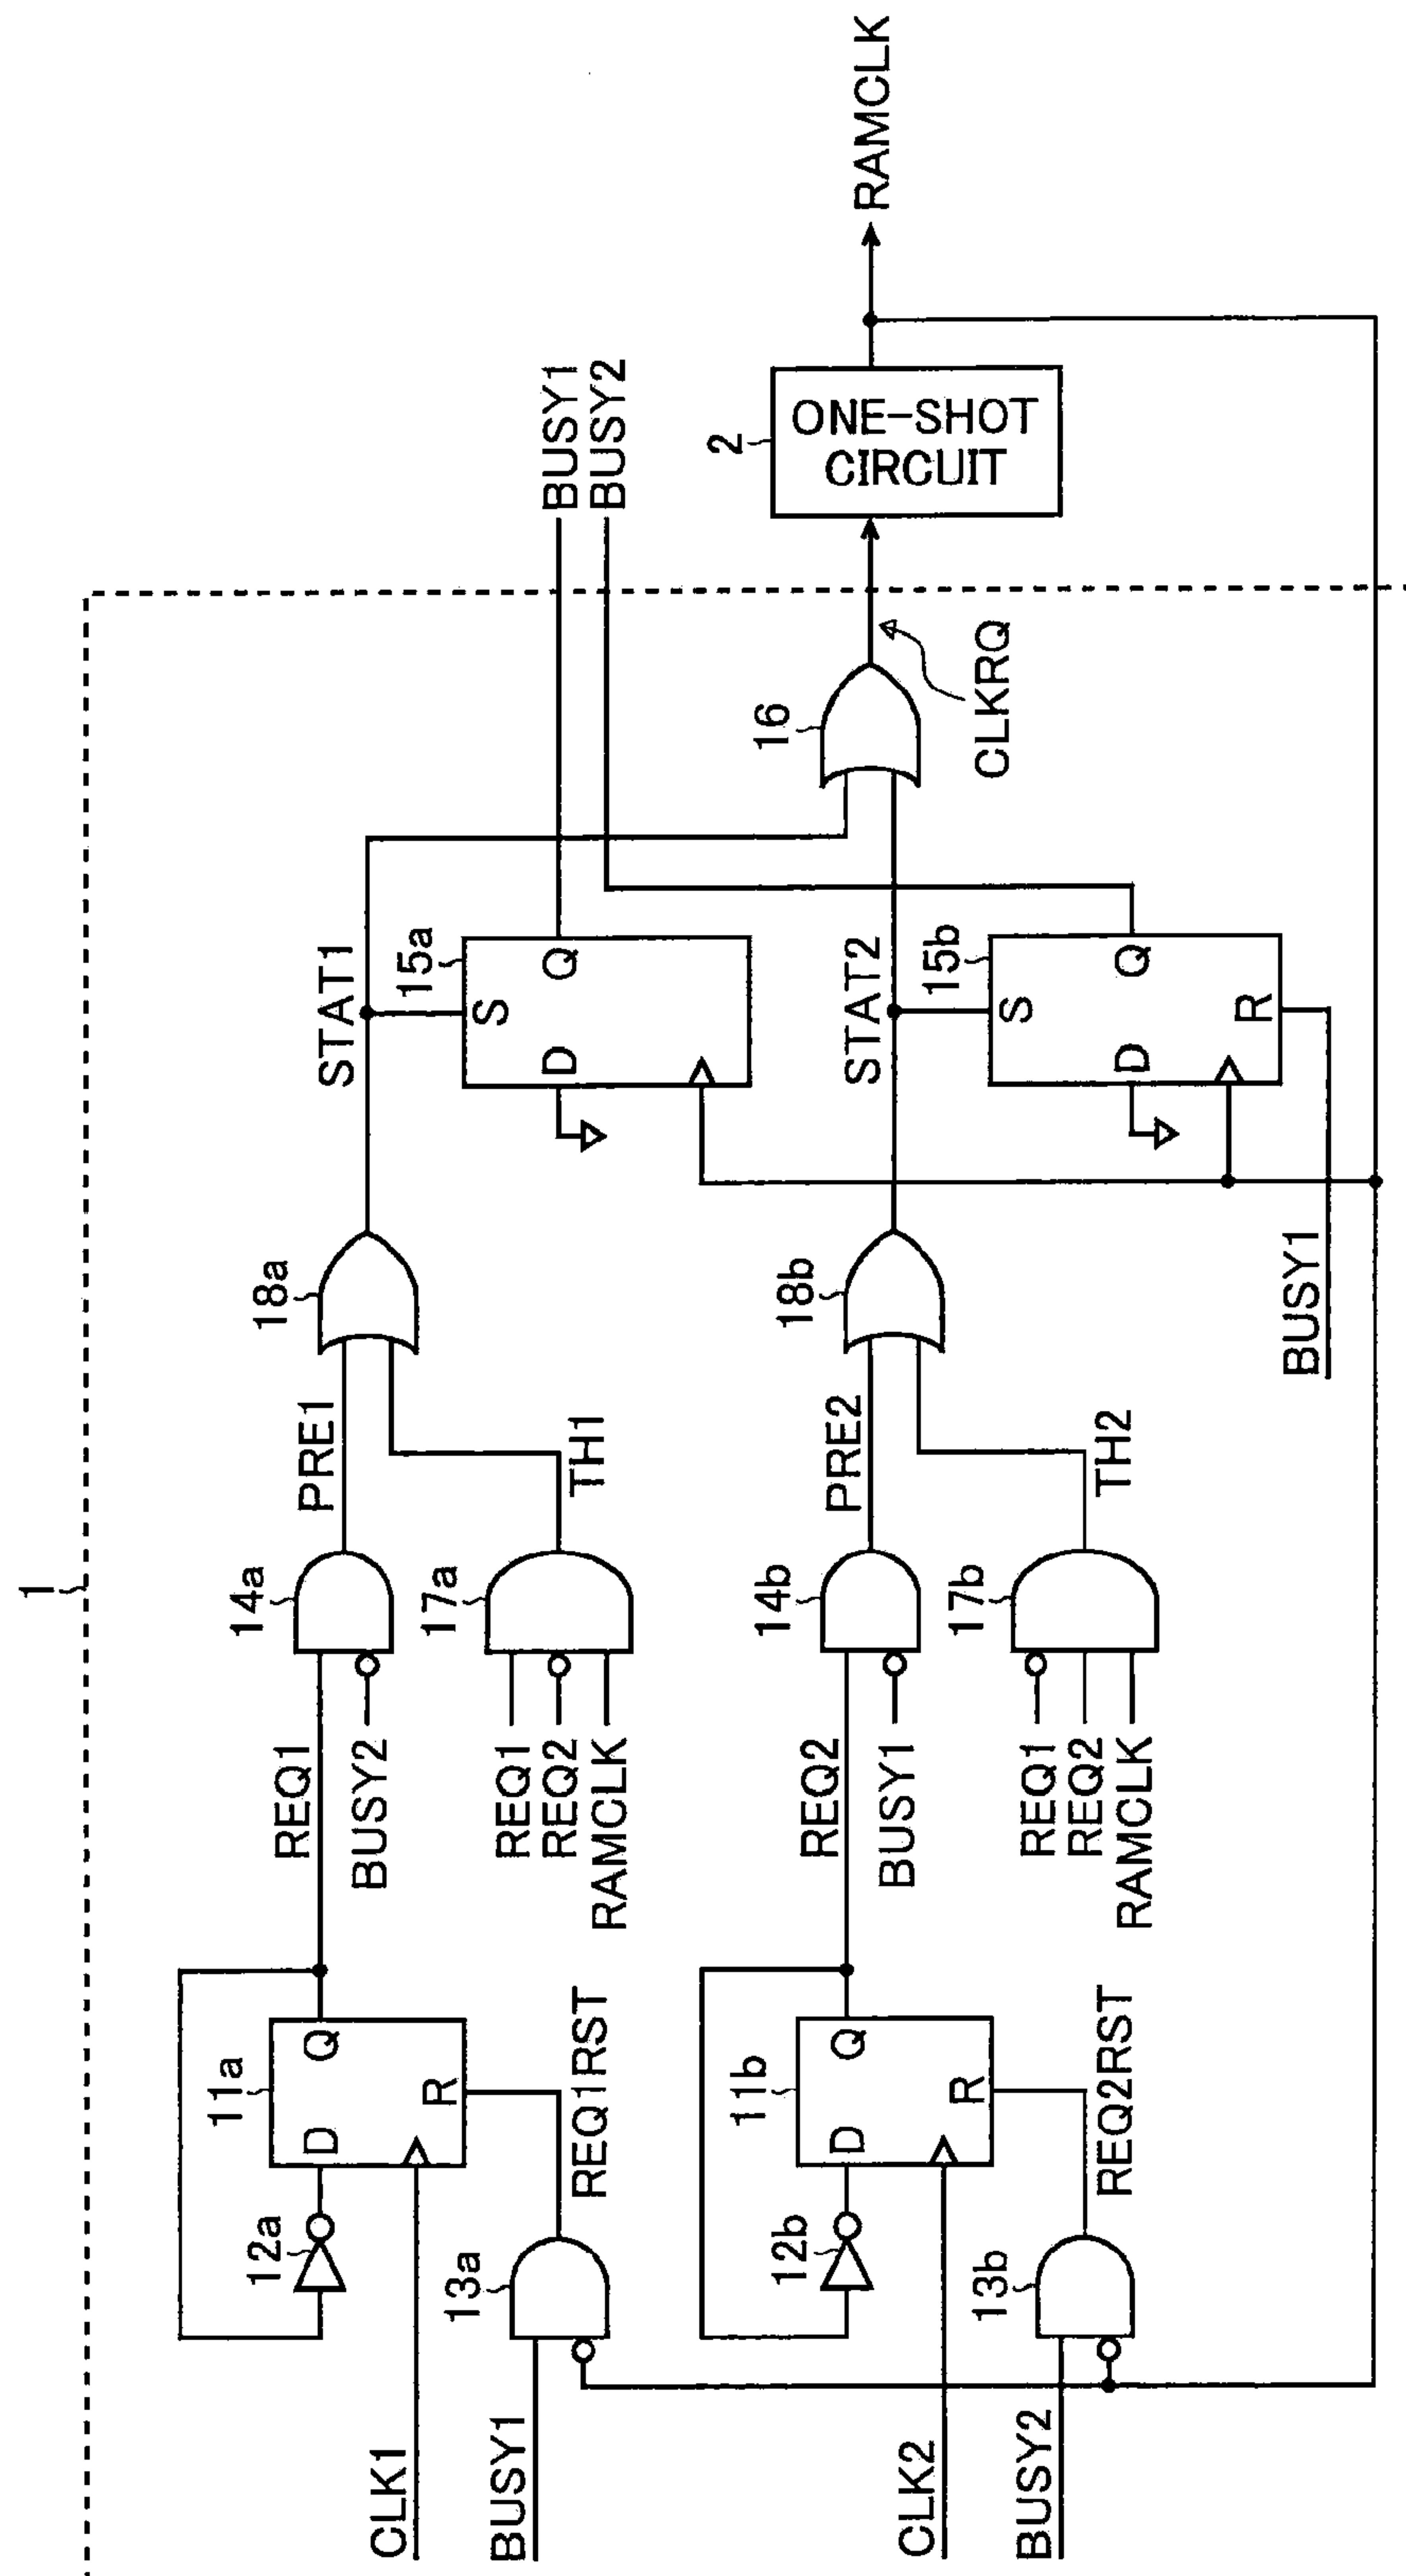 1
CLK1
BUSY1
12a
13a
11a
D
Q
R
REQ1RST
REQ1
BUSY2
14a
PRE1
REQ1
REQ2
RAMCLK
17a
TH1
18a
STAT1
15a
S
D
Q
BUSY1
BUSY2
CLK2
BUSY2
12b
13b
11b
D
Q
R
REQ2RST
REQ2
BUSY1
14b
PRE2
REQ1
REQ2
RAMCLK
17b
TH2
18b
STAT2
15b
S
D
Q
R
BUSY1
16
CLKRQ
2
ONE-SHOT
CIRCUIT
RAMCLK